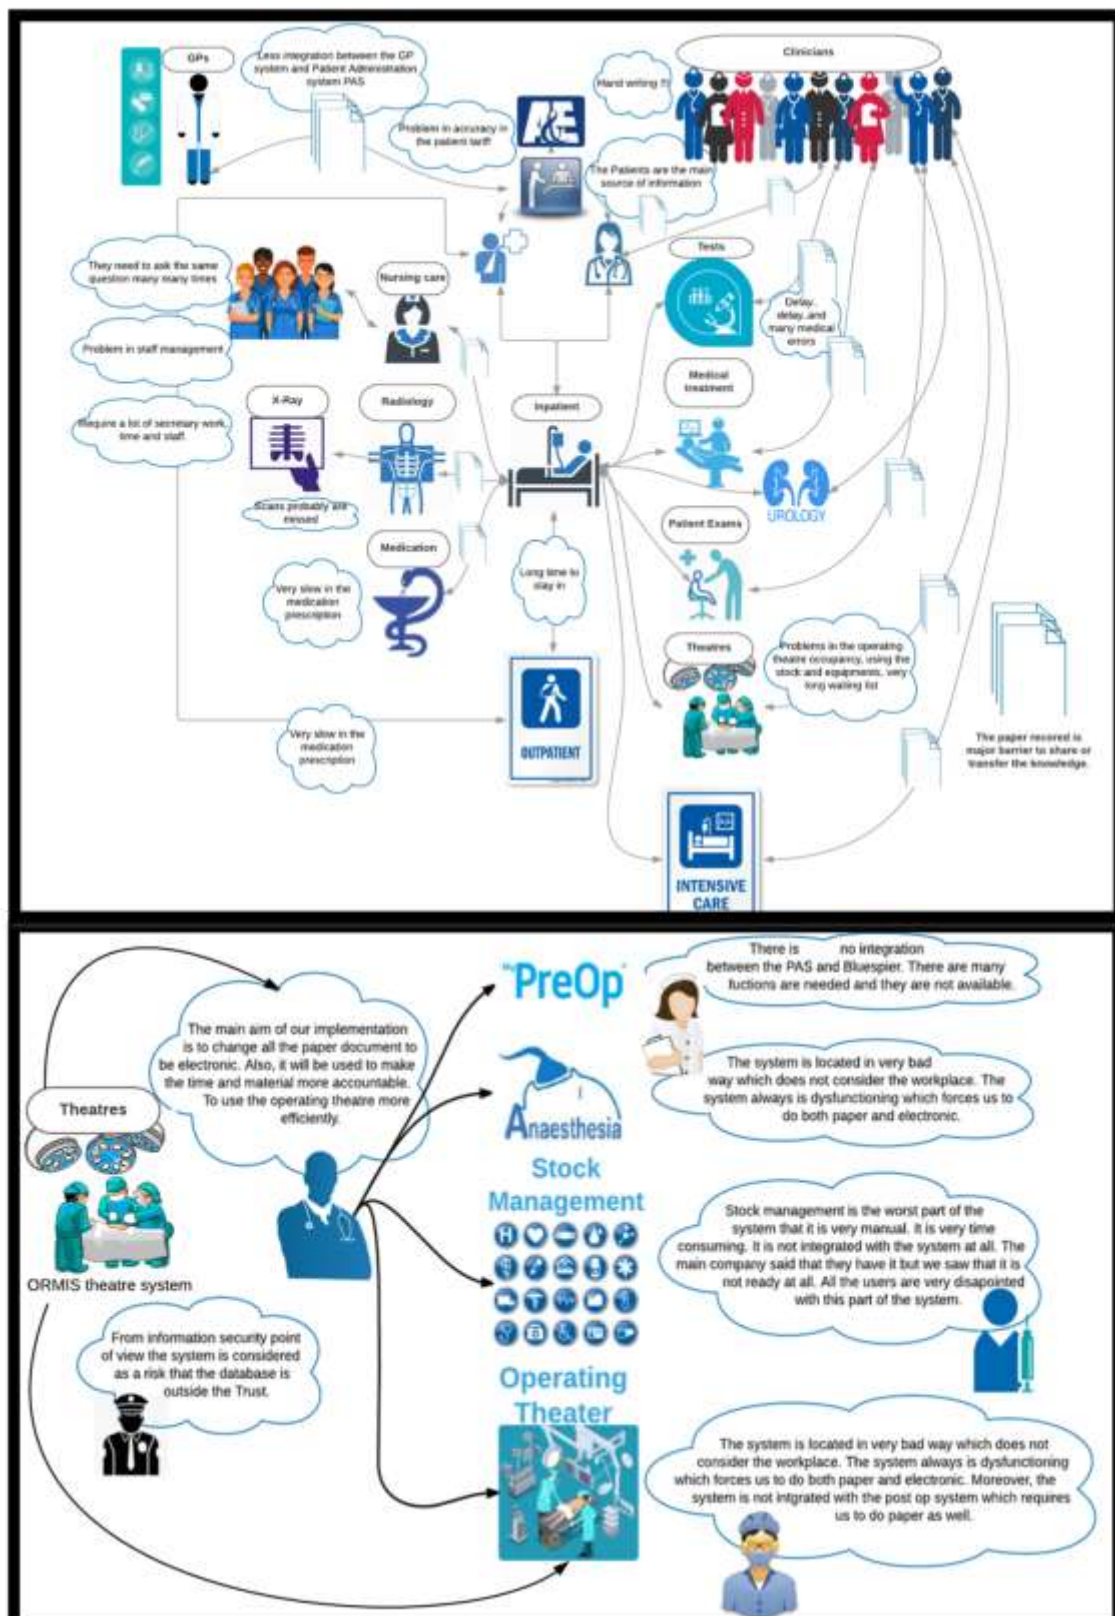 GPs
Less integration between the GP
system and Patient Administration
system PAS
Problem in accuracy in
the patient tariff
A&E
Hand writing !!!
Clinicians
The Patients are the main
source of information
They need to ask the same
question many many times
Nursing care
Tests
Delay..
delay..and
many medical
errors
Problem in staff management
Medical
treatment
X-Ray
Radiology
Inpatient
Require a lot of secretary work,
time and staff
UROLOGY
Scans probably are
missed
Patient Exams
Medication
Very slow in the
medication
prescription
Long time to
stay in
Theatres
Problems in the operating
theatre occupancy, using the
stock and equipments, very
long waiting list
OUTPATIENT
Very slow in the
medication
prescription
The paper recored is
major barrier to share or
transfer the knowledge.
INTENSIVE
CARE
There is no integration
between the PAS and Bluespier. There are many
fuctions are needed and they are not available.
My PreOp
The main aim of our implementation
is to change all the paper document to
be electronic. Also, it will be used to make
the time and material more accountable.
To use the operating theatre more
efficiently.
The system is located in very bad
way which does not consider the workplace. The
system always is dysfunctioning which forces us to
do both paper and electronic.
Theatres
Anaesthesia
Stock
Management
Stock management is the worst part of the
system that it is very manual. It is very time
consuming. It is not integrated with the system at all. The
main company said that they have it but we saw that it is
not ready at all. All the users are very disapointed
with this part of the system.
ORMIS theatre system
From information security point
of view the system is considered
as a risk that the database is
outside the Trust.
Operating
Theater
The system is located in very bad way which does not
consider the workplace. The system always is dysfunctioning
which forces us to do both paper and electronic. Moreover, the
system is not intgrated with the post op system which requires
us to do paper as well.